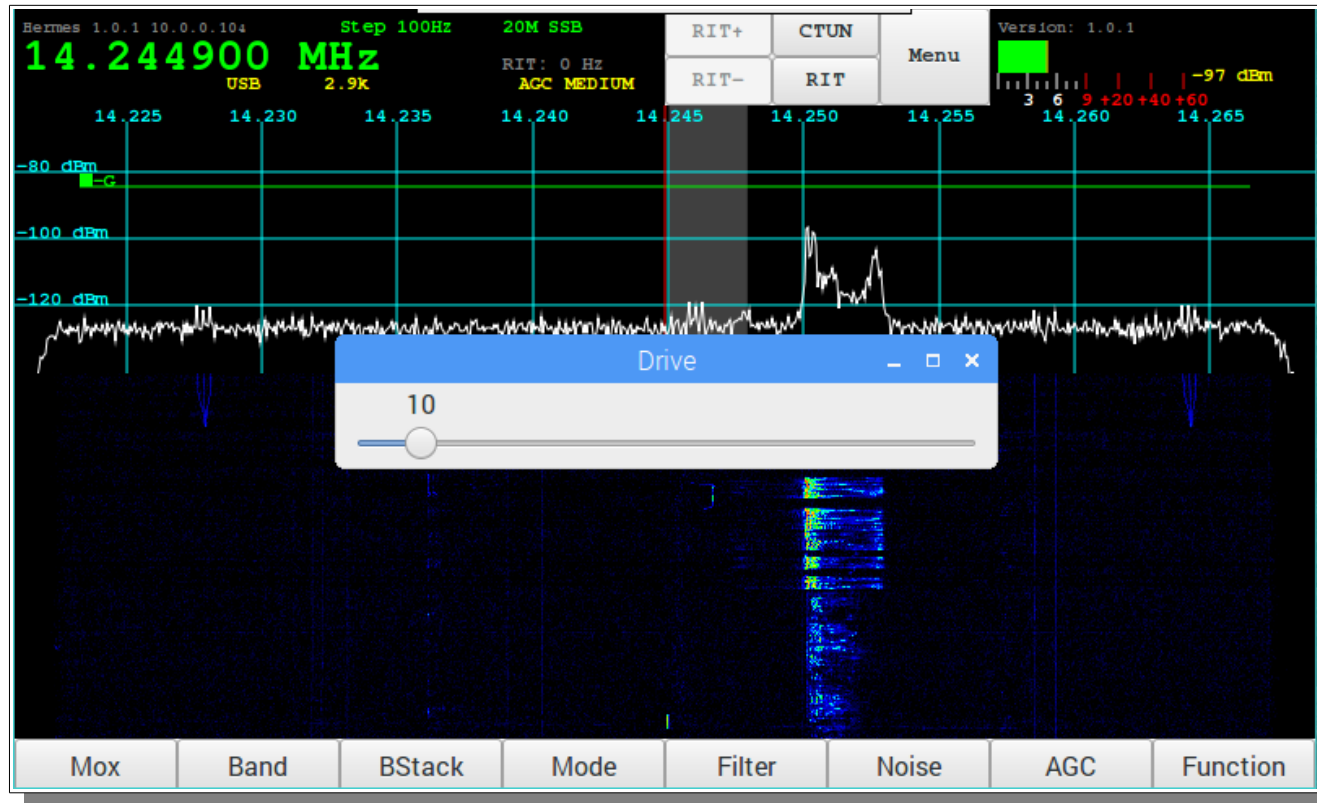 Hermes 1.0.1 10.0.0.104 Step 100Hz 20M SSB RIT+ CTUN Menu Version: 1.0.1
14.244900 MHz RIT: 0 Hz
USB 2.9k AGC MEDIUM RIT- RIT -97 dBm
3 6 9 +20 +40 +60
14.225 14.230 14.235 14.240 14.245 14.250 14.255 14.260 14.265
-80 dBm
-G
-100 dBm
-120 dBm
Drive
10
Mox Band BStack Mode Filter Noise AGC Function